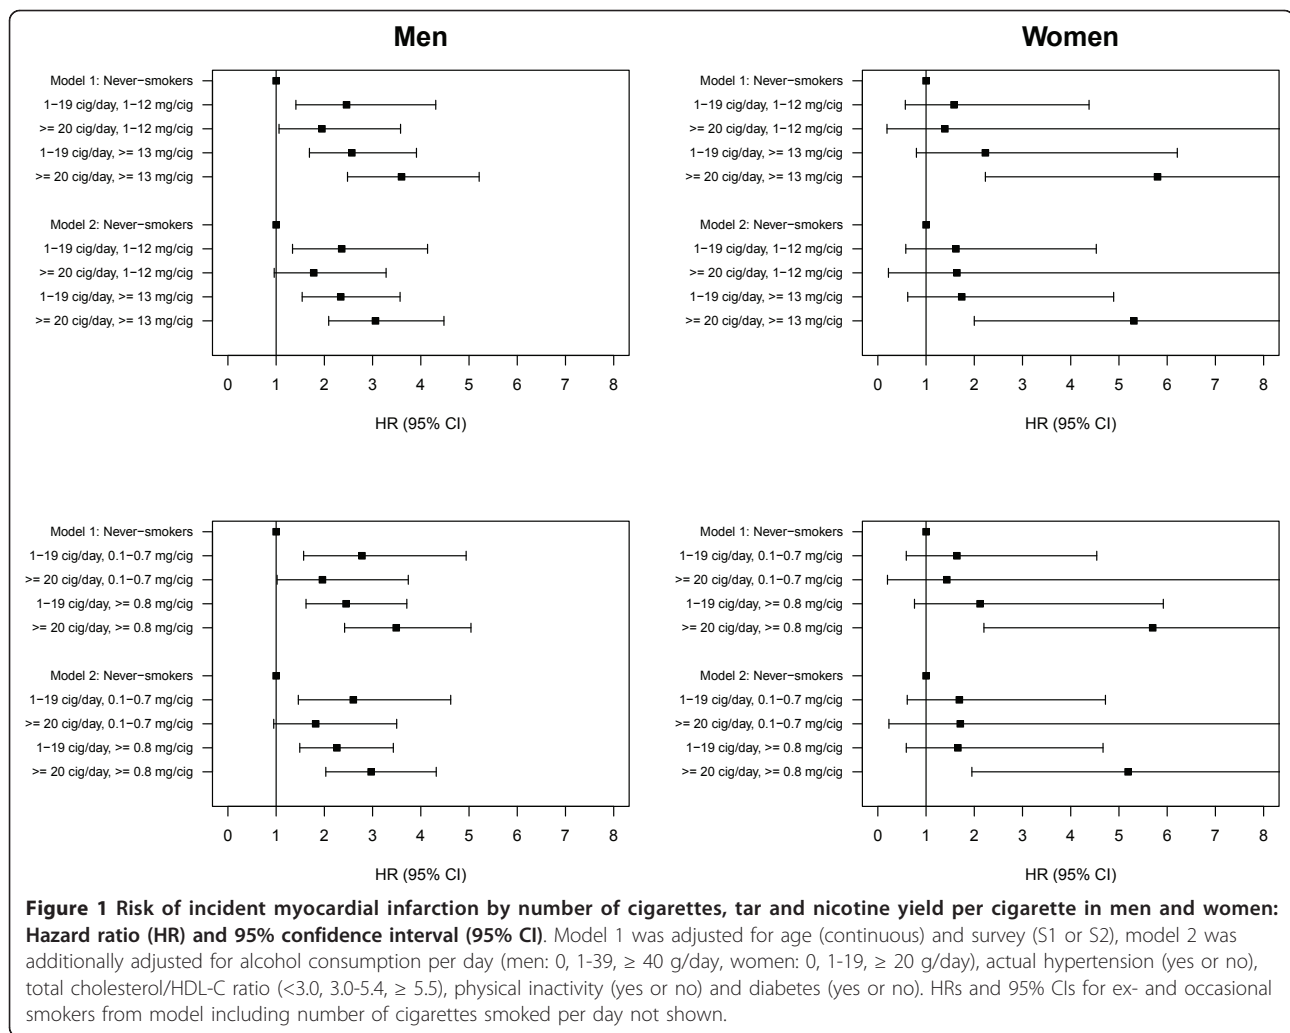 Men
Model 1: Never−smokers
1−19 cig/day, 1−12 mg/cig
>= 20 cig/day, 1−12 mg/cig
1−19 cig/day, >= 13 mg/cig
>= 20 cig/day, >= 13 mg/cig
Model 2: Never−smokers
1−19 cig/day, 1−12 mg/cig
>= 20 cig/day, 1−12 mg/cig
1−19 cig/day, >= 13 mg/cig
>= 20 cig/day, >= 13 mg/cig
0 1 2 3 4 5 6 7 8
HR (95% CI)
Women
Model 1: Never−smokers
1−19 cig/day, 1−12 mg/cig
>= 20 cig/day, 1−12 mg/cig
1−19 cig/day, >= 13 mg/cig
>= 20 cig/day, >= 13 mg/cig
Model 2: Never−smokers
1−19 cig/day, 1−12 mg/cig
>= 20 cig/day, 1−12 mg/cig
1−19 cig/day, >= 13 mg/cig
>= 20 cig/day, >= 13 mg/cig
0 1 2 3 4 5 6 7 8
HR (95% CI)
Model 1: Never−smokers
1−19 cig/day, 0.1−0.7 mg/cig
>= 20 cig/day, 0.1−0.7 mg/cig
1−19 cig/day, >= 0.8 mg/cig
>= 20 cig/day, >= 0.8 mg/cig
Model 2: Never−smokers
1−19 cig/day, 0.1−0.7 mg/cig
>= 20 cig/day, 0.1−0.7 mg/cig
1−19 cig/day, >= 0.8 mg/cig
>= 20 cig/day, >= 0.8 mg/cig
0 1 2 3 4 5 6 7 8
HR (95% CI)
Model 1: Never−smokers
1−19 cig/day, 0.1−0.7 mg/cig
>= 20 cig/day, 0.1−0.7 mg/cig
1−19 cig/day, >= 0.8 mg/cig
>= 20 cig/day, >= 0.8 mg/cig
Model 2: Never−smokers
1−19 cig/day, 0.1−0.7 mg/cig
>= 20 cig/day, 0.1−0.7 mg/cig
1−19 cig/day, >= 0.8 mg/cig
>= 20 cig/day, >= 0.8 mg/cig
0 1 2 3 4 5 6 7 8
HR (95% CI)
Figure 1 Risk of incident myocardial infarction by number of cigarettes, tar and nicotine yield per cigarette in men and women:
Hazard ratio (HR) and 95% confidence interval (95% CI). Model 1 was adjusted for age (continuous) and survey (S1 or S2), model 2 was
additionally adjusted for alcohol consumption per day (men: 0, 1-39, ≥ 40 g/day, women: 0, 1-19, ≥ 20 g/day), actual hypertension (yes or no),
total cholesterol/HDL-C ratio (<3.0, 3.0-5.4, ≥ 5.5), physical inactivity (yes or no) and diabetes (yes or no). HRs and 95% CIs for ex- and occasional
smokers from model including number of cigarettes smoked per day not shown.